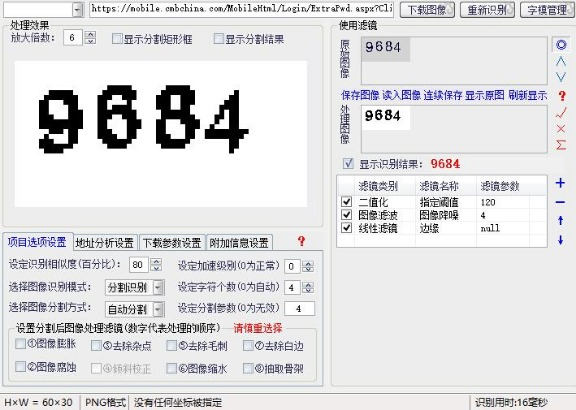 https://mobile.cmbchina.com/MobileHtml/Login/ExtraPwd.aspx?Cli 下载图像 重新识别 字模管理
处理效果
放大倍数: 6 显示分割矩形框 显示分割结果
9684
项目选项设置 地址分析设置 下载参数设置 附加信息设置 ?
设定识别相似度(百分比): 80 设定加速级别(0为正常) 0
选择图像识别模式: 分割识别 设定字符个数(0为自动) 4
选择图像分割方式: 自动分割 设定分割参数(0为无效) 4
设置分割后图像处理滤镜(数字代表处理的顺序) 请慎重选择
①图像膨胀 ③去除杂点 ⑤去除毛刺 ⑦去除白边
②图像腐蚀 ④倾斜校正 ⑥图像缩水 ⑧抽取骨架
使用滤镜
原始图像 9684
保存图像 读入图像 连续保存 显示原图 刷新显示 ?
处理图像 9684
显示识别结果: 9684
滤镜类别 滤镜名称 滤镜参数
二值化 指定阈值 120
图像滤波 图像降噪 4
线性滤镜 边缘 null
H×W = 60×30 PNG格式 没有任何坐标被指定 识别用时:16毫秒